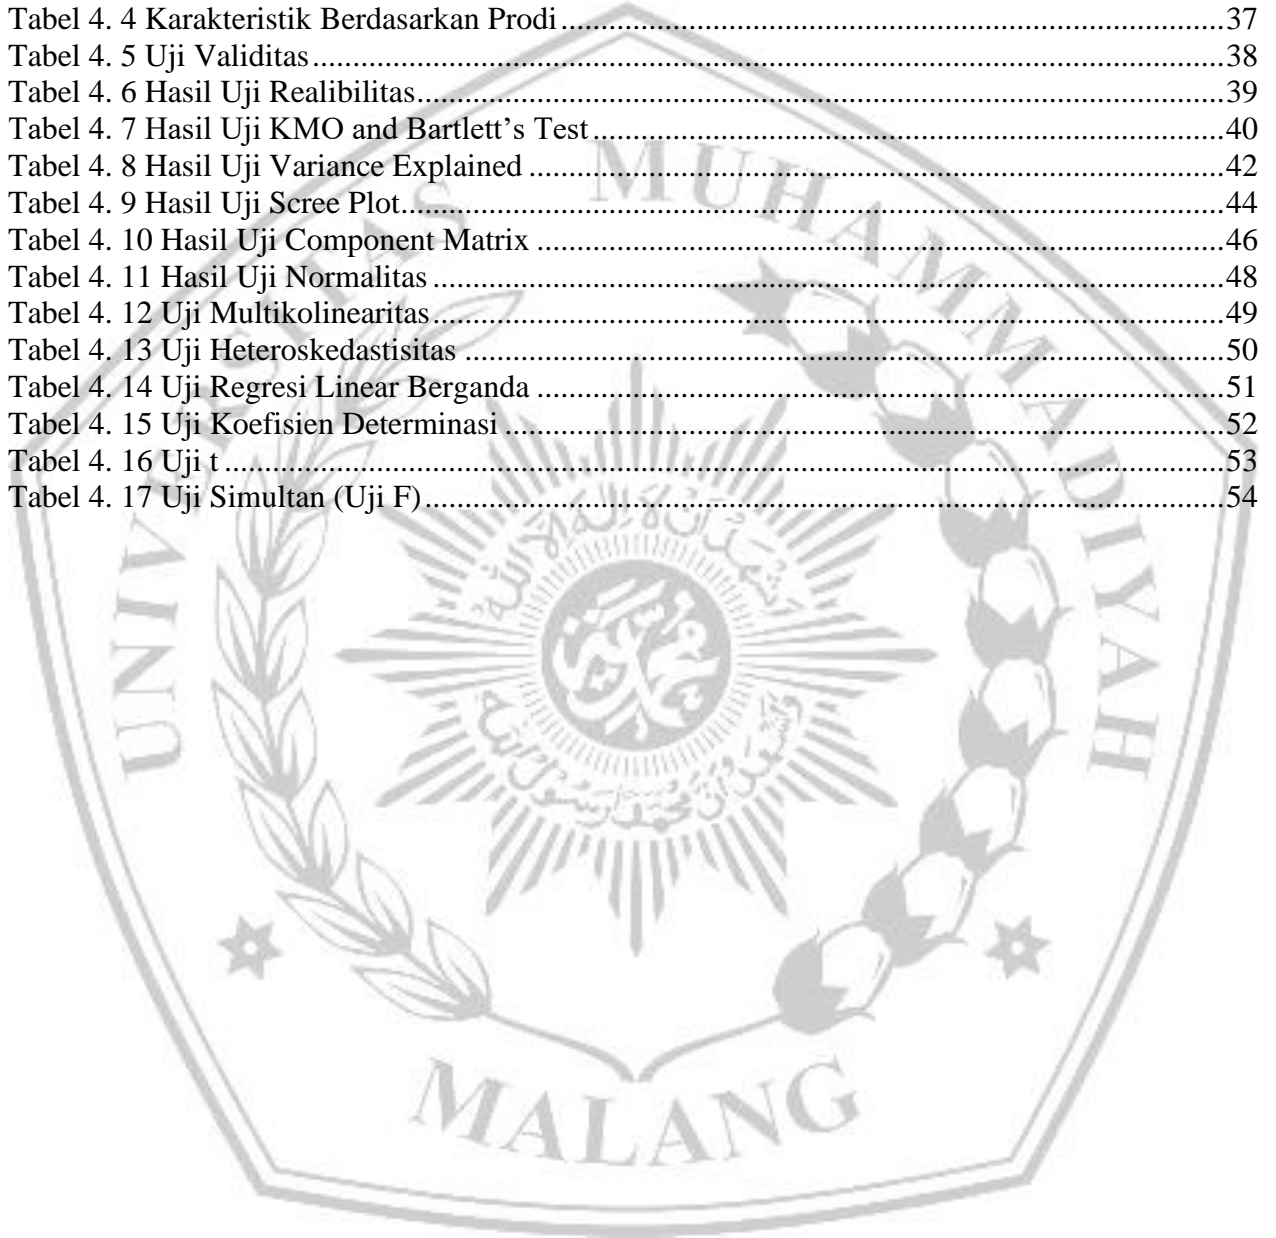 Tabel 4. 4 Karakteristik Berdasarkan Prodi....................37
Tabel 4. 5 Uji Validitas....................38
Tabel 4. 6 Hasil Uji Realibilitas....................39
Tabel 4. 7 Hasil Uji KMO and Bartlett’s Test....................40
Tabel 4. 8 Hasil Uji Variance Explained....................42
Tabel 4. 9 Hasil Uji Scree Plot....................44
Tabel 4. 10 Hasil Uji Component Matrix....................46
Tabel 4. 11 Hasil Uji Normalitas....................48
Tabel 4. 12 Uji Multikolinearitas....................49
Tabel 4. 13 Uji Heteroskedastisitas....................50
Tabel 4. 14 Uji Regresi Linear Berganda....................51
Tabel 4. 15 Uji Koefisien Determinasi....................52
Tabel 4. 16 Uji t....................53
Tabel 4. 17 Uji Simultan (Uji F)....................54
UNIVERSITAS MUHAMMADIYAH
MALANG